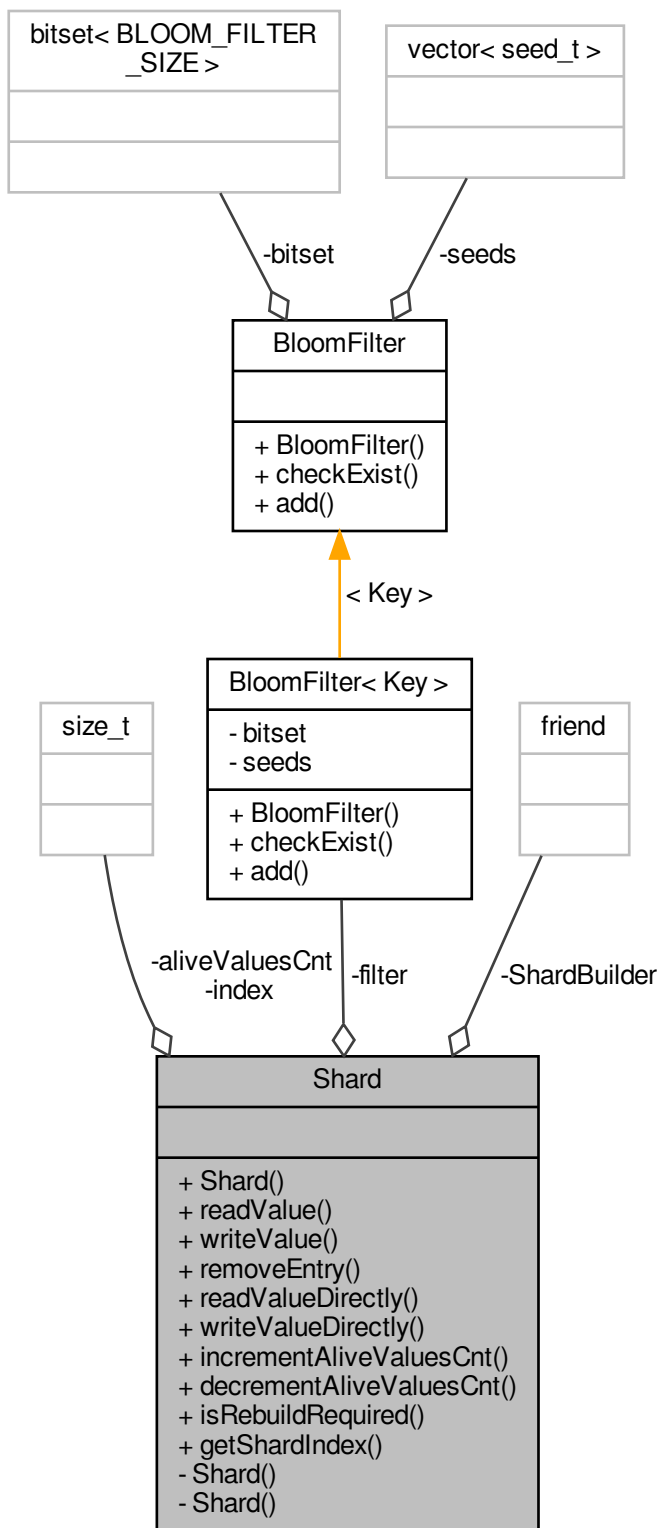 bitset< BLOOM_FILTER
_SIZE >
vector< seed_t >
-bitset
-seeds
BloomFilter
+ BloomFilter()
+ checkExist()
+ add()
< Key >
BloomFilter< Key >
- bitset
- seeds
+ BloomFilter()
+ checkExist()
+ add()
size_t
friend
-aliveValuesCnt
-index
-filter
-ShardBuilder
Shard
+ Shard()
+ readValue()
+ writeValue()
+ removeEntry()
+ readValueDirectly()
+ writeValueDirectly()
+ incrementAliveValuesCnt()
+ decrementAliveValuesCnt()
+ isRebuildRequired()
+ getShardIndex()
- Shard()
- Shard()